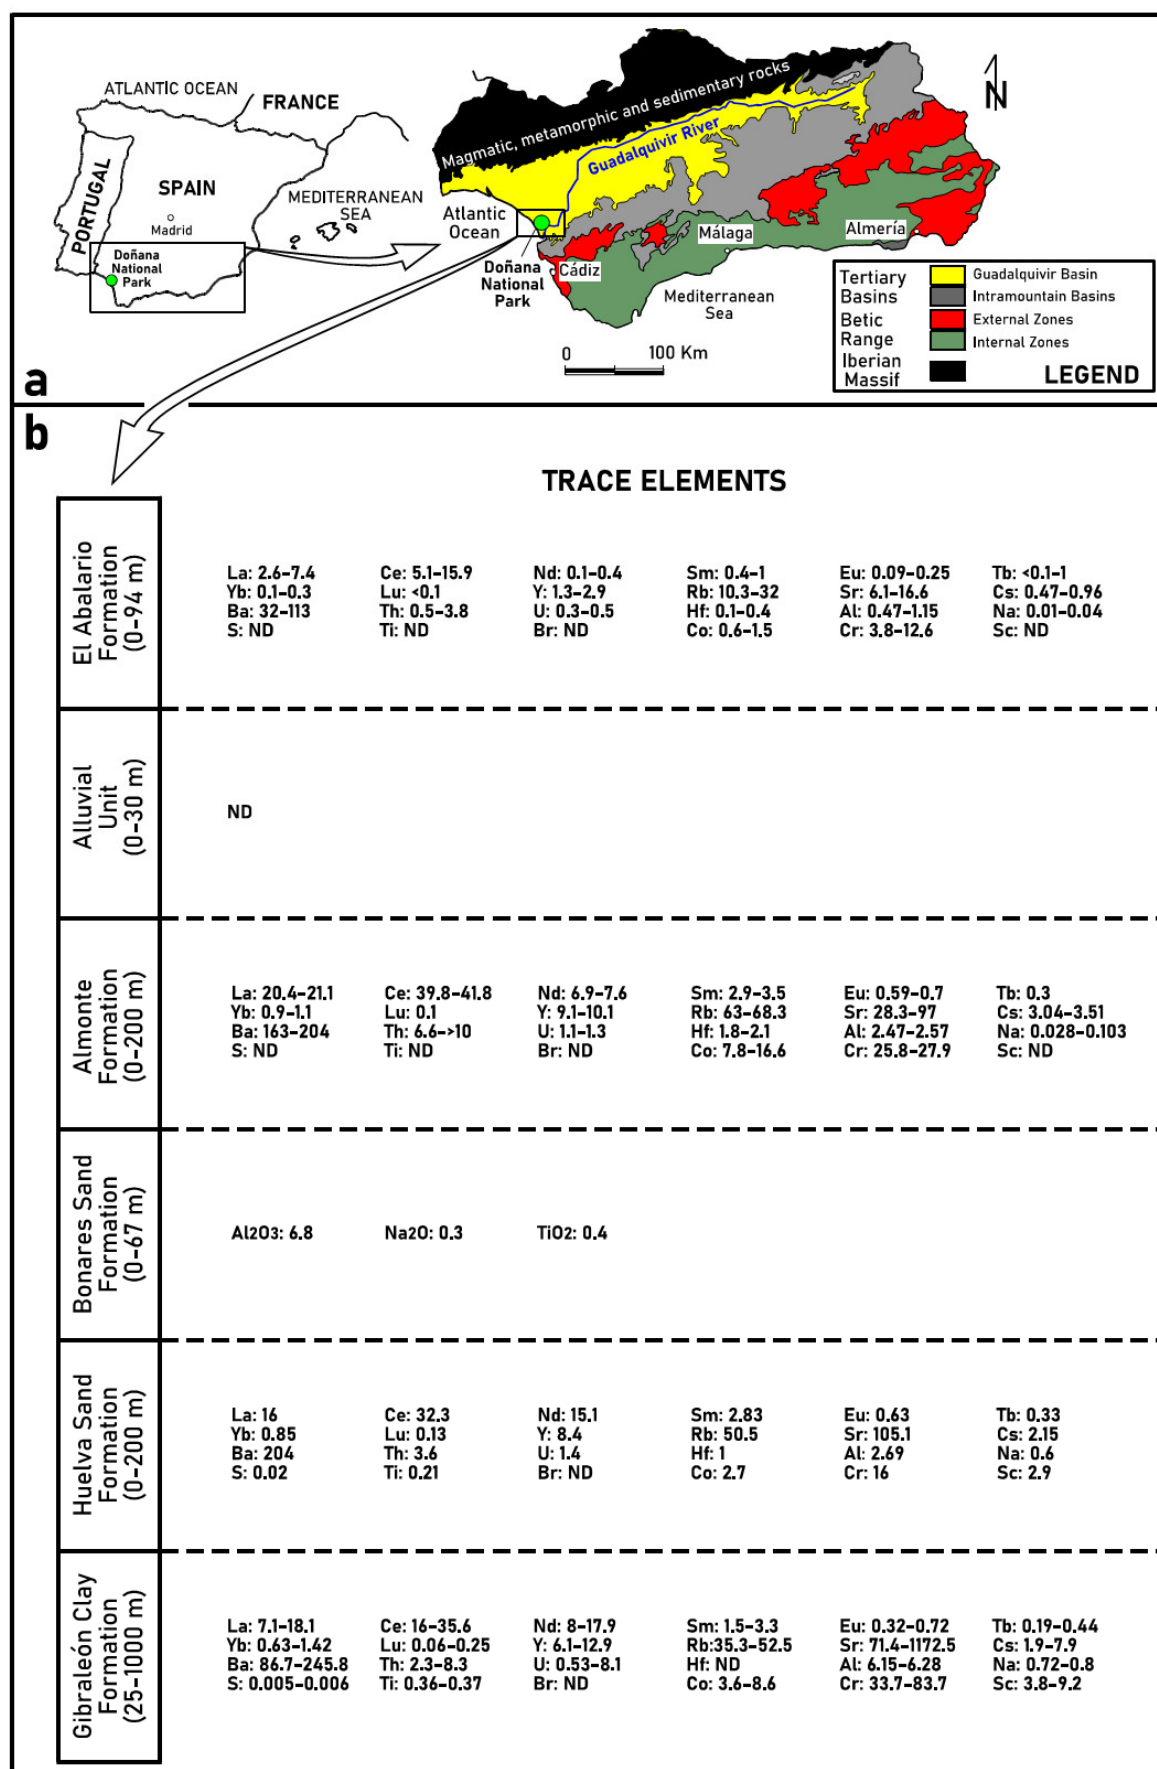 ATLANTIC OCEAN
FRANCE
PORTUGAL
SPAIN
Madrid
MEDITERRANEAN
SEA
Doñana
National
Park
Magmatic, metamorphic and sedimentary rocks
Guadalquivir River
N
Atlantic
Ocean
Doñana
National
Park
Cádiz
Málaga
Almería
Mediterranean
Sea
0 100 Km
Tertiary
Basins
Guadalquivir Basin
Intramountain Basins
Betic
Range
External Zones
Internal Zones
Iberian
Massif
LEGEND
a
b
TRACE ELEMENTS
El Abalario
Formation
(0-94 m)
La: 2.6-7.4 Ce: 5.1-15.9 Nd: 0.1-0.4 Sm: 0.4-1 Eu: 0.09-0.25 Tb: <0.1-1
Yb: 0.1-0.3 Lu: <0.1 Y: 1.3-2.9 Rb: 10.3-32 Sr: 6.1-16.6 Cs: 0.47-0.96
Ba: 32-113 Th: 0.5-3.8 U: 0.3-0.5 Hf: 0.1-0.4 Al: 0.47-1.15 Na: 0.01-0.04
S: ND Ti: ND Br: ND Co: 0.6-1.5 Cr: 3.8-12.6 Sc: ND
Alluvial
Unit
(0-30 m)
ND
Almonte
Formation
(0-200 m)
La: 20.4-21.1 Ce: 39.8-41.8 Nd: 6.9-7.6 Sm: 2.9-3.5 Eu: 0.59-0.7 Tb: 0.3
Yb: 0.9-1.1 Lu: 0.1 Y: 9.1-10.1 Rb: 63-68.3 Sr: 28.3-97 Cs: 3.04-3.51
Ba: 163-204 Th: 6.6->10 U: 1.1-1.3 Hf: 1.8-2.1 Al: 2.47-2.57 Na: 0.028-0.103
S: ND Ti: ND Br: ND Co: 7.8-16.6 Cr: 25.8-27.9 Sc: ND
Bonares Sand
Formation
(0-67 m)
Al2O3: 6.8 Na2O: 0.3 TiO2: 0.4
Huelva Sand
Formation
(0-200 m)
La: 16 Ce: 32.3 Nd: 15.1 Sm: 2.83 Eu: 0.63 Tb: 0.33
Yb: 0.85 Lu: 0.13 Y: 8.4 Rb: 50.5 Sr: 105.1 Cs: 2.15
Ba: 204 Th: 3.6 U: 1.4 Hf: 1 Al: 2.69 Na: 0.6
S: 0.02 Ti: 0.21 Br: ND Co: 2.7 Cr: 16 Sc: 2.9
Gibraleón Clay
Formation
(25-1000 m)
La: 7.1-18.1 Ce: 16-35.6 Nd: 8-17.9 Sm: 1.5-3.3 Eu: 0.32-0.72 Tb: 0.19-0.44
Yb: 0.63-1.42 Lu: 0.06-0.25 Y: 6.1-12.9 Rb:35.3-52.5 Sr: 71.4-1172.5 Cs: 1.9-7.9
Ba: 86.7-245.8 Th: 2.3-8.3 U: 0.53-8.1 Hf: ND Al: 6.15-6.28 Na: 0.72-0.8
S: 0.005-0.006 Ti: 0.36-0.37 Br: ND Co: 3.6-8.6 Cr: 33.7-83.7 Sc: 3.8-9.2